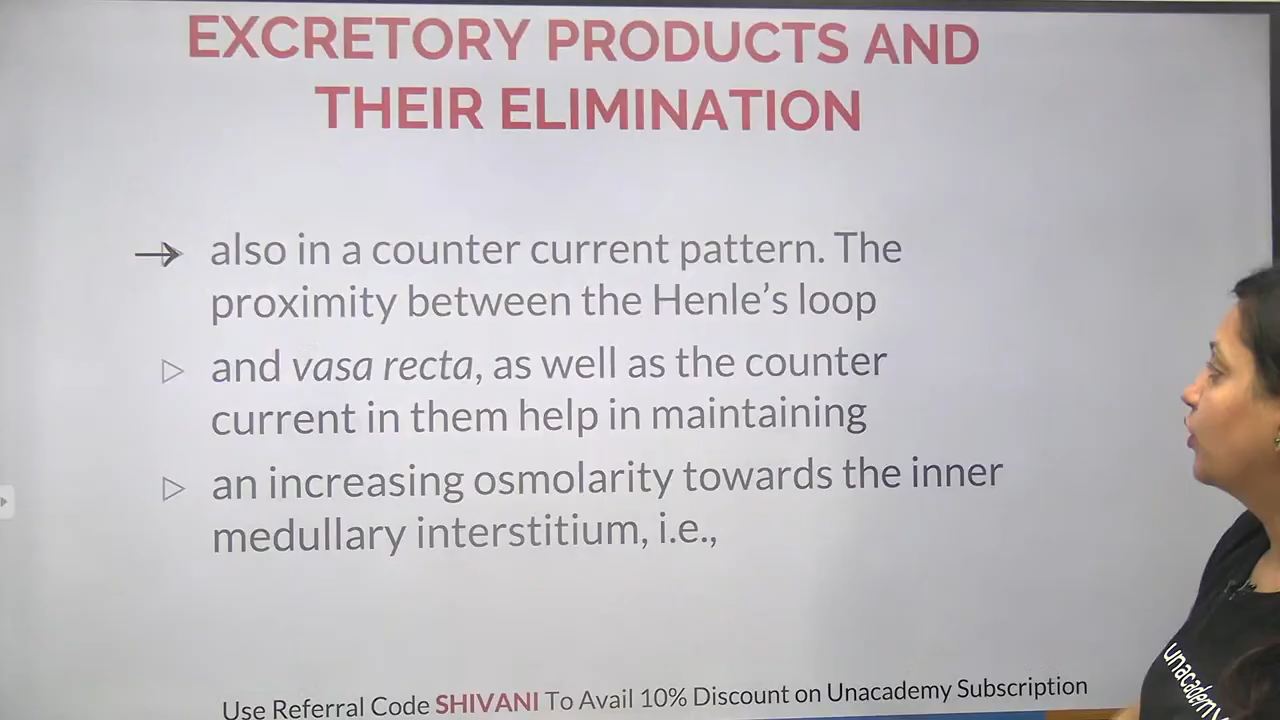 EXCRETORY PRODUCTS AND
THEIR ELIMINATION
also in a counter current pattern. The
proximity between the Henle’s loop
and vasa recta, as well as the counter
current in them help in maintaining
an increasing osmolarity towards the inner
medullary interstitium, i.e.,
unacademy
Use Referral Code SHIVANI To Avail 10% Discount on Unacademy Subscription